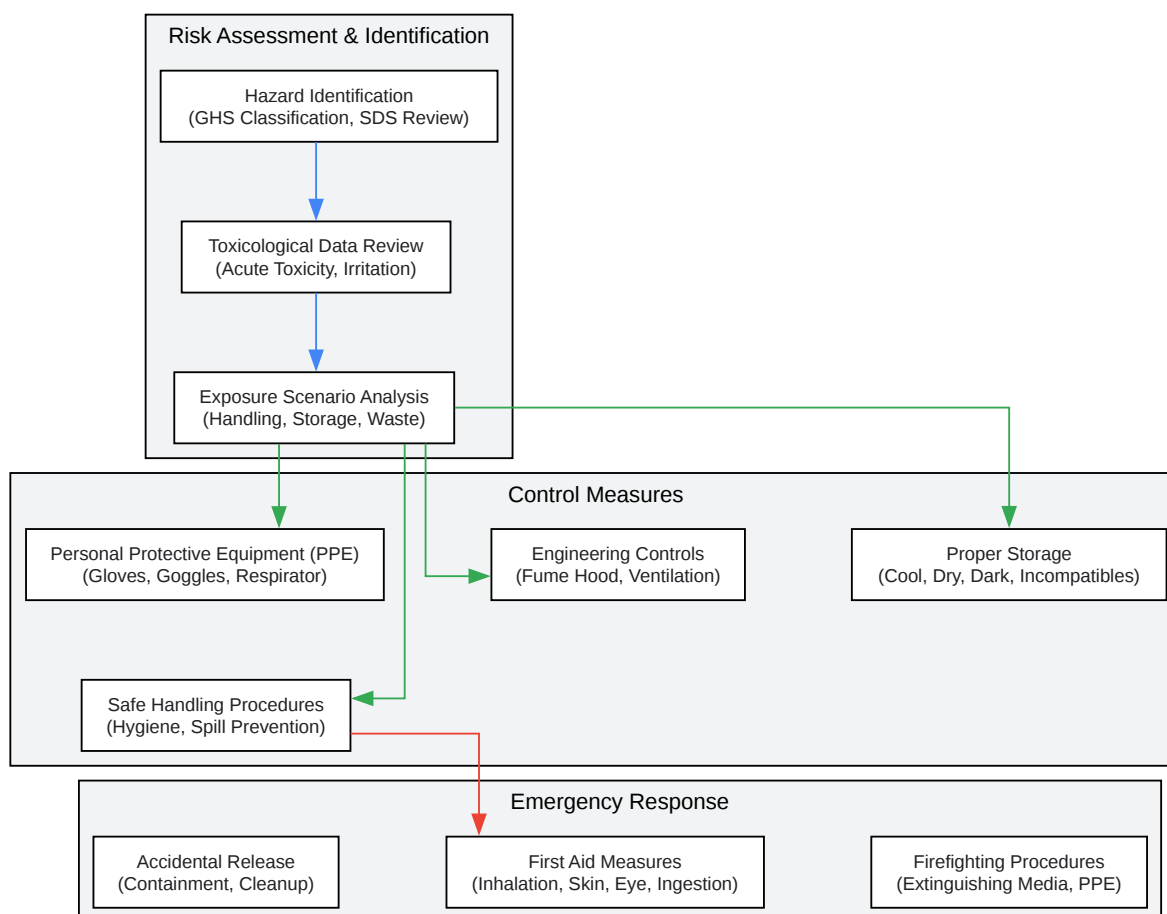 Risk Assessment & Identification
Hazard Identification
(GHS Classification, SDS Review)
Toxicological Data Review
(Acute Toxicity, Irritation)
Exposure Scenario Analysis
(Handling, Storage, Waste)
Control Measures
Personal Protective Equipment (PPE)
(Gloves, Goggles, Respirator)
Engineering Controls
(Fume Hood, Ventilation)
Proper Storage
(Cool, Dry, Dark, Incompatibles)
Safe Handling Procedures
(Hygiene, Spill Prevention)
Emergency Response
Accidental Release
(Containment, Cleanup)
First Aid Measures
(Inhalation, Skin, Eye, Ingestion)
Firefighting Procedures
(Extinguishing Media, PPE)